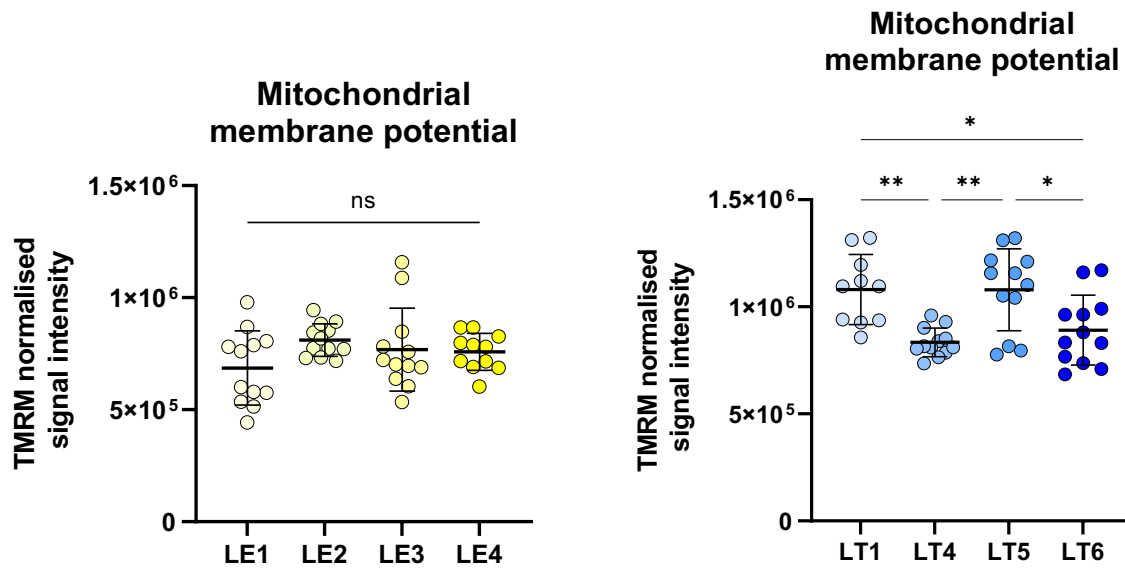 Mitochondrial
membrane potential
TMRM normalised
signal intensity
1.5×10⁶
1×10⁶
5×10⁵
0
ns
LE1 LE2 LE3 LE4
Mitochondrial
membrane potential
TMRM normalised
signal intensity
1.5×10⁶
1×10⁶
5×10⁵
0
*
** ** *
LT1 LT4 LT5 LT6